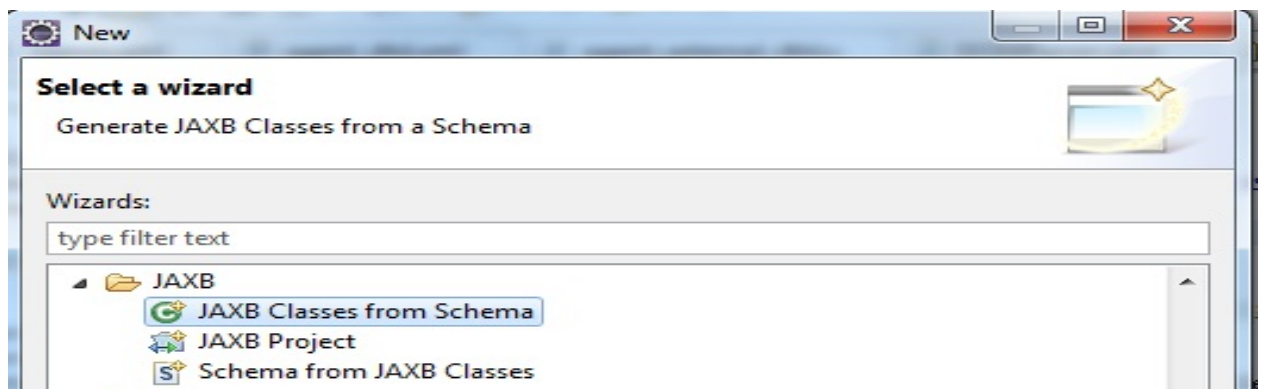 New
Select a wizard
Generate JAXB Classes from a Schema
Wizards:
type filter text
JAXB
JAXB Classes from Schema
JAXB Project
Schema from JAXB Classes